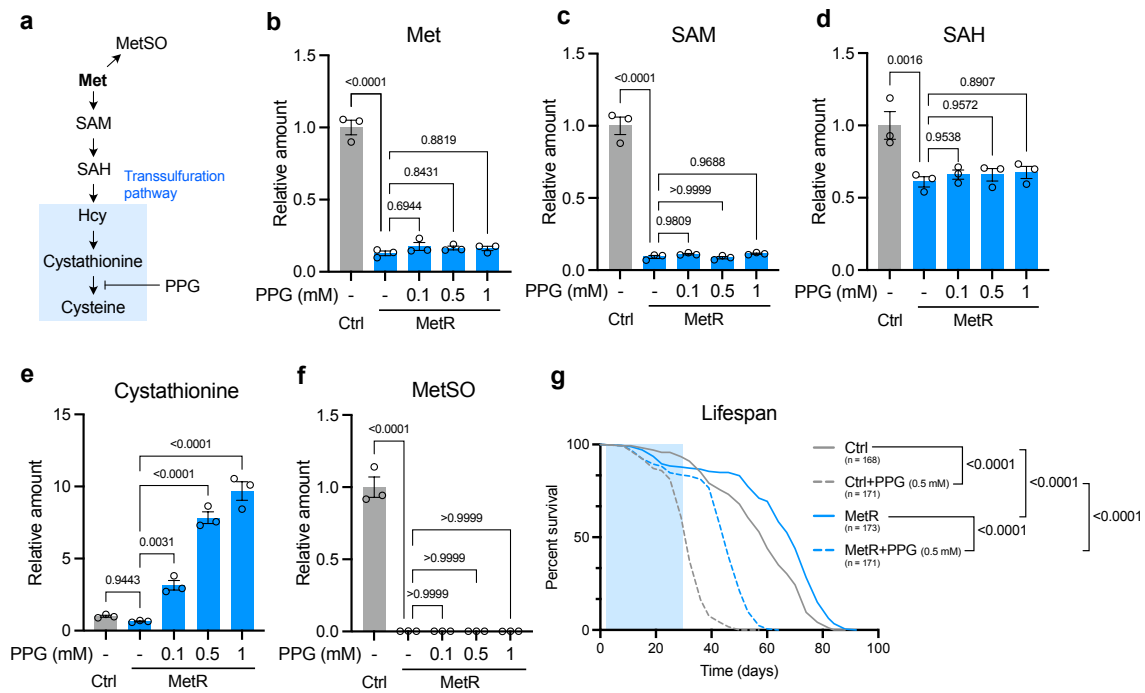 a
MetSO
Met
SAM
SAH
Transsulfuration
pathway
Hcy
Cystathionine
PPG
Cysteine
b
Met
Relative amount
1.5
1.0
0.5
0.0
<0.0001
0.8819
0.8431
0.6944
PPG (mM) - - 0.1 0.5 1
Ctrl MetR
c
SAM
Relative amount
1.5
1.0
0.5
0.0
<0.0001
0.9688
>0.9999
0.9809
PPG (mM) - - 0.1 0.5 1
Ctrl MetR
d
SAH
Relative amount
1.5
1.0
0.5
0.0
0.0016
0.8907
0.9572
0.9538
PPG (mM) - - 0.1 0.5 1
Ctrl MetR
e
Cystathionine
Relative amount
15
10
5
0
<0.0001
<0.0001
0.0031
0.9443
PPG (mM) - - 0.1 0.5 1
Ctrl MetR
f
MetSO
Relative amount
1.5
1.0
0.5
0.0
<0.0001
>0.9999
>0.9999
>0.9999
PPG (mM) - - 0.1 0.5 1
Ctrl MetR
g
Lifespan
Percent survival
100
50
0
0 20 40 60 80 100
Time (days)
Ctrl
(n = 168)
Ctrl+PPG (0.5 mM)
(n = 171)
MetR
(n = 173)
MetR+PPG (0.5 mM)
(n = 171)
<0.0001
<0.0001
<0.0001
<0.0001